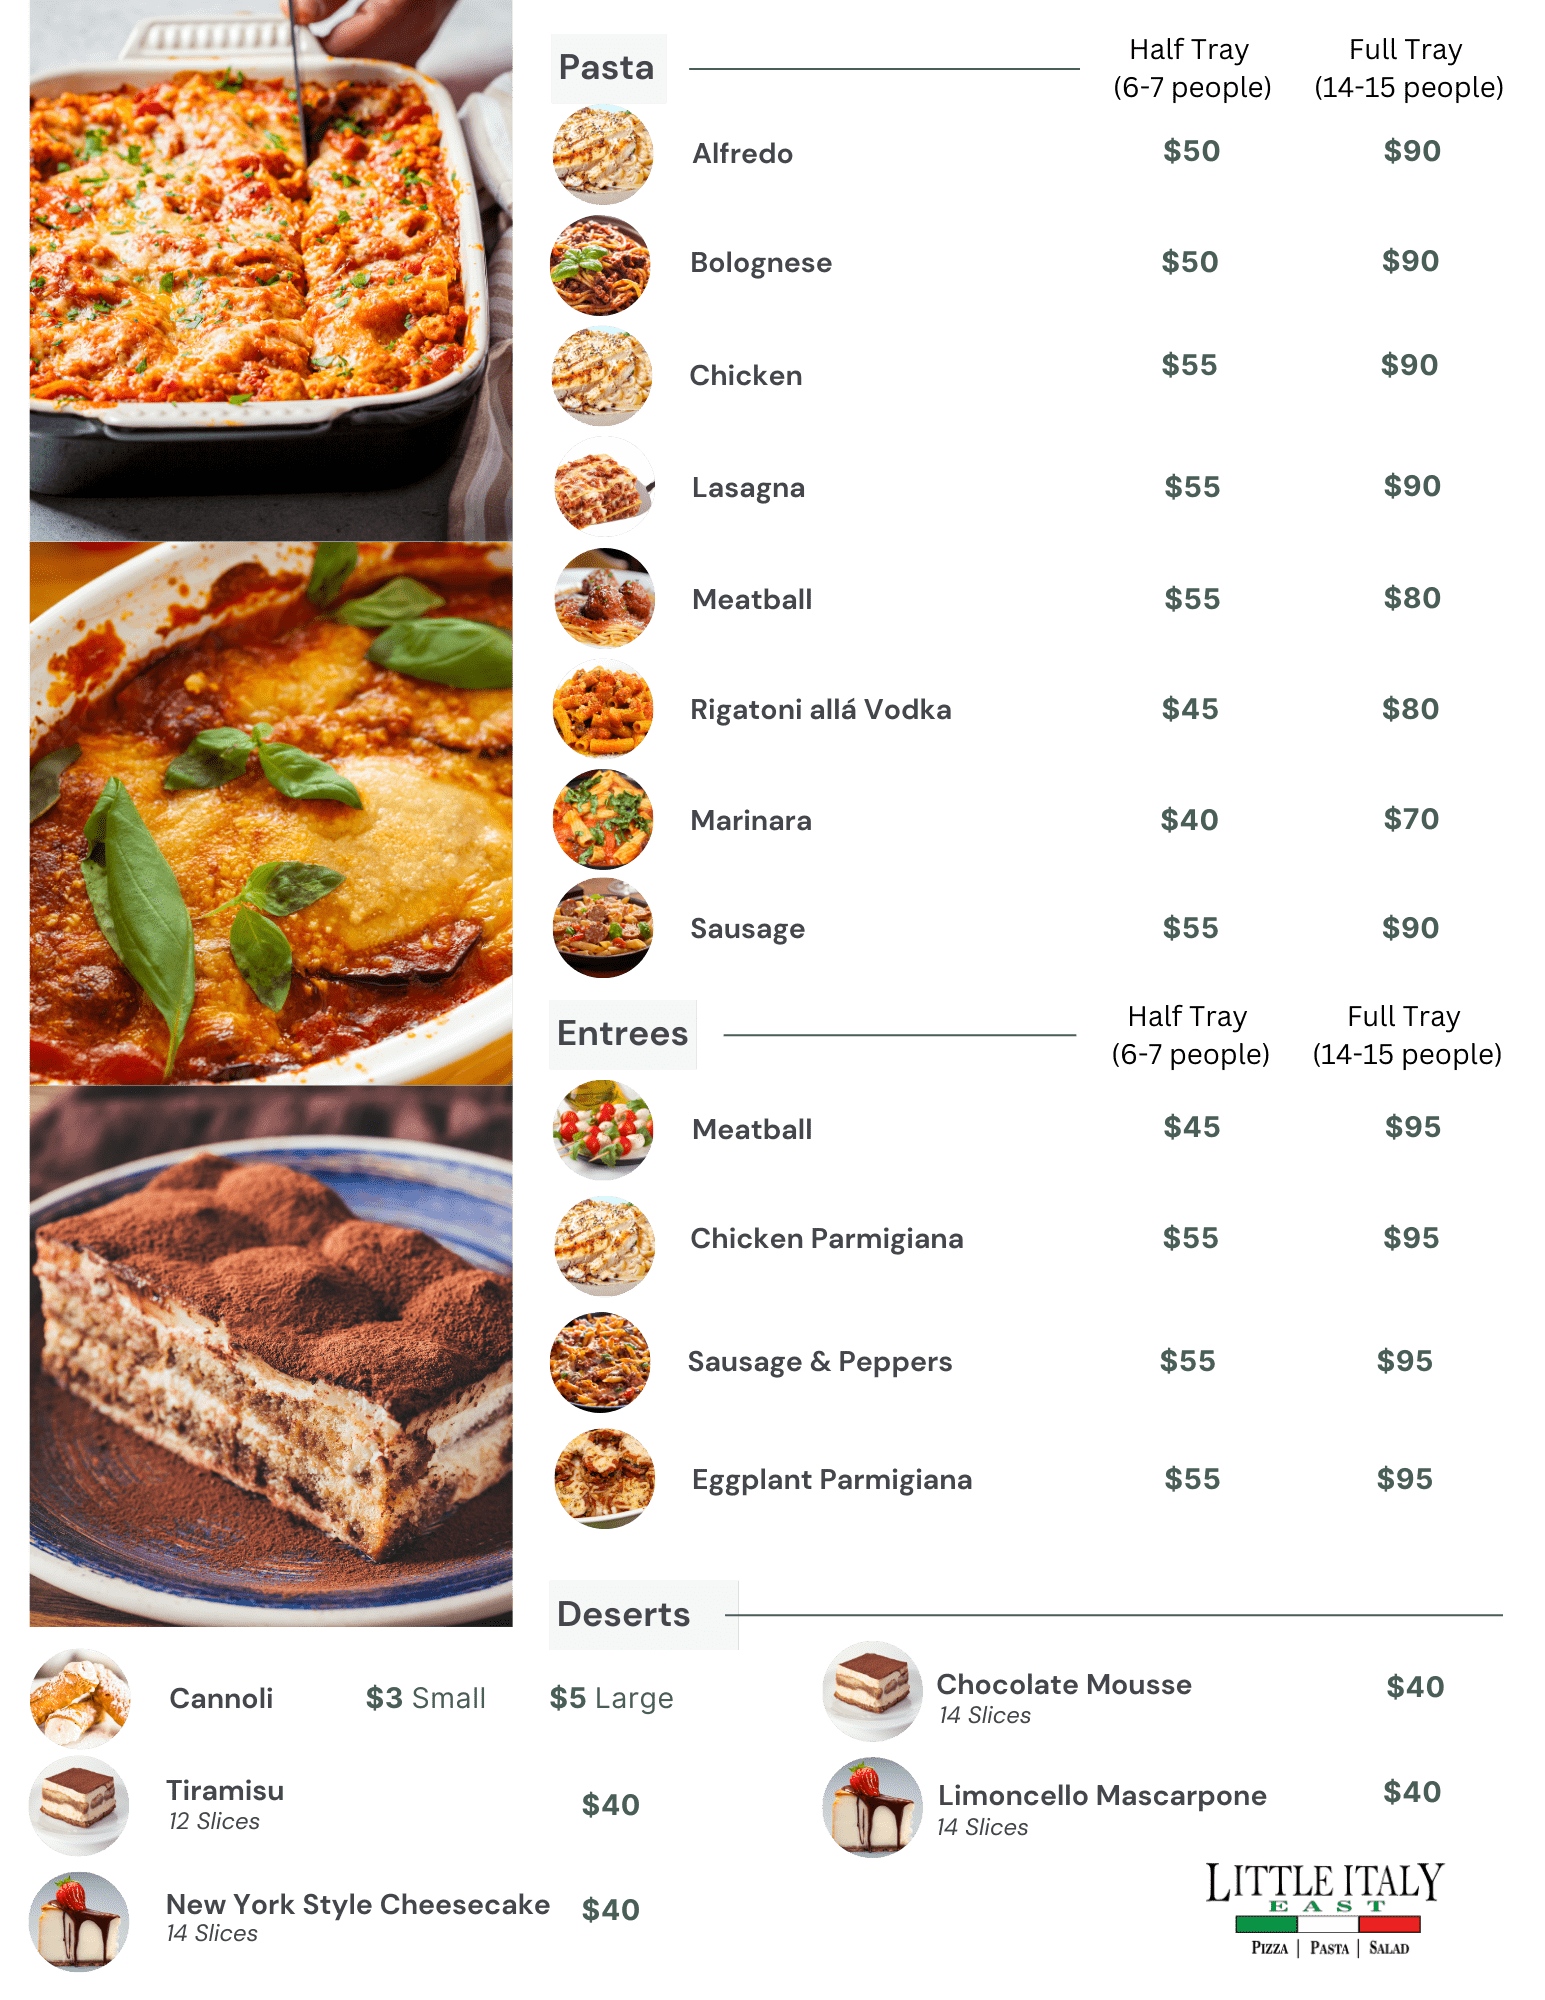 Pasta
Half Tray
(6-7 people)
Full Tray
(14-15 people)
Alfredo $50 $90
Bolognese $50 $90
Chicken $55 $90
Lasagna $55 $90
Meatball $55 $80
Rigatoni allá Vodka $45 $80
Marinara $40 $70
Sausage $55 $90
Entrees
Half Tray
(6-7 people)
Full Tray
(14-15 people)
Meatball $45 $95
Chicken Parmigiana $55 $95
Sausage & Peppers $55 $95
Eggplant Parmigiana $55 $95
Deserts
Cannoli $3 Small $5 Large
Tiramisu $40
12 Slices
New York Style Cheesecake $40
14 Slices
Chocolate Mousse $40
14 Slices
Limoncello Mascarpone $40
14 Slices
LITTLE ITALY
EAST
PIZZA | PASTA | SALAD